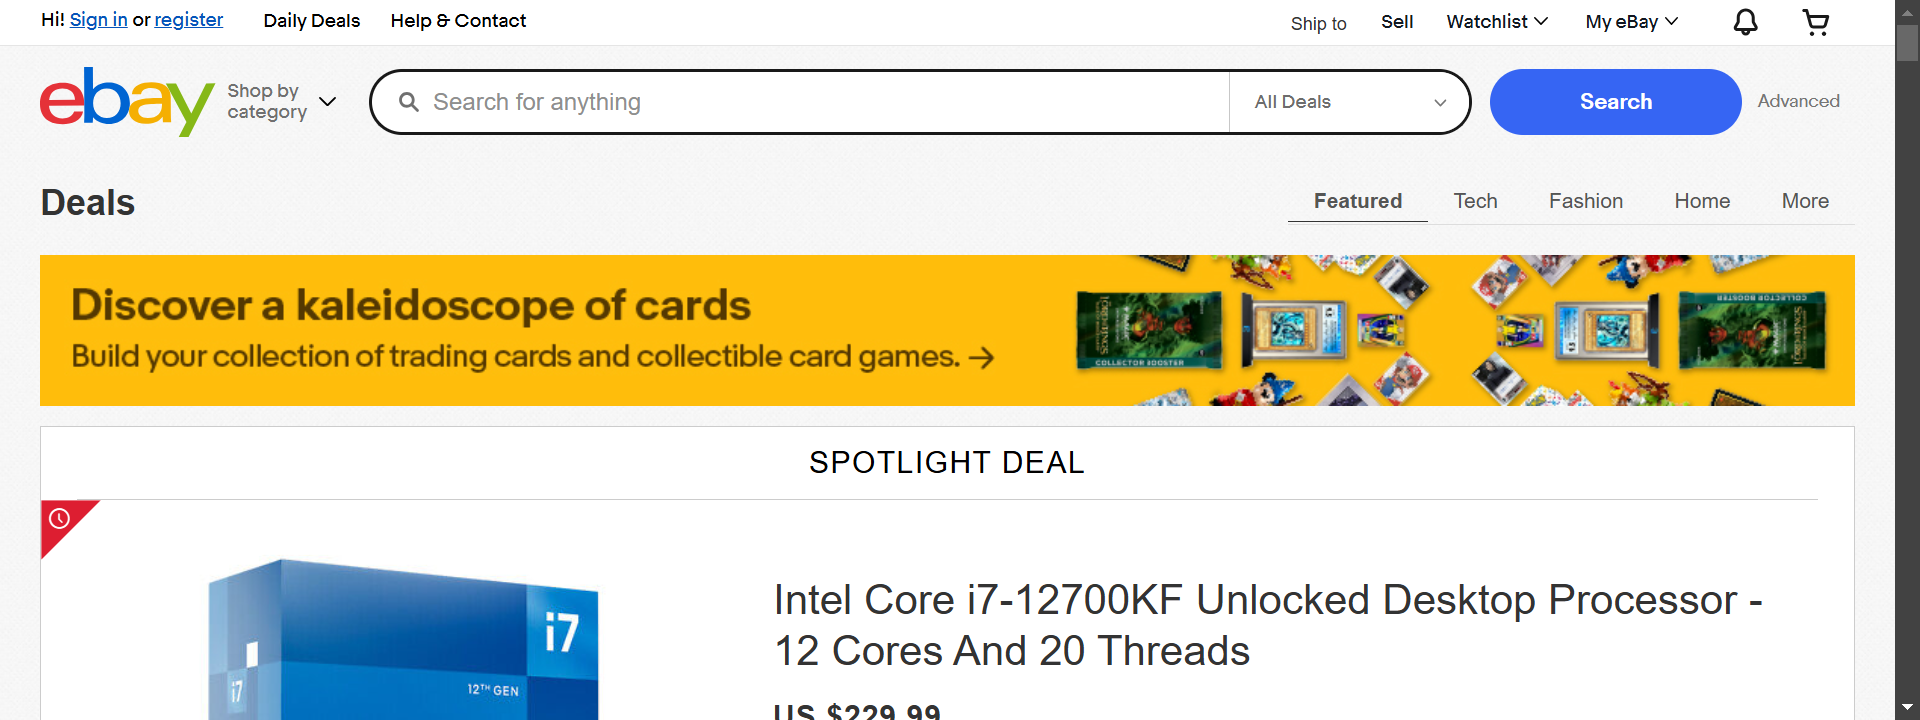 Hi! Sign in or register
Daily Deals
Help & Contact
Ship to
Sell
Watchlist
My eBay
ebay
Shop by
category
Search for anything
All Deals
Search
Advanced
Deals
Featured
Tech
Fashion
Home
More
Discover a kaleidoscope of cards
Build your collection of trading cards and collectible card games. →
COLLECTOR BOOSTER
COLLECTOR BOOSTER
SPOTLIGHT DEAL
i7
i7
12TH GEN
Intel Core i7-12700KF Unlocked Desktop Processor -
12 Cores And 20 Threads
US $229.99